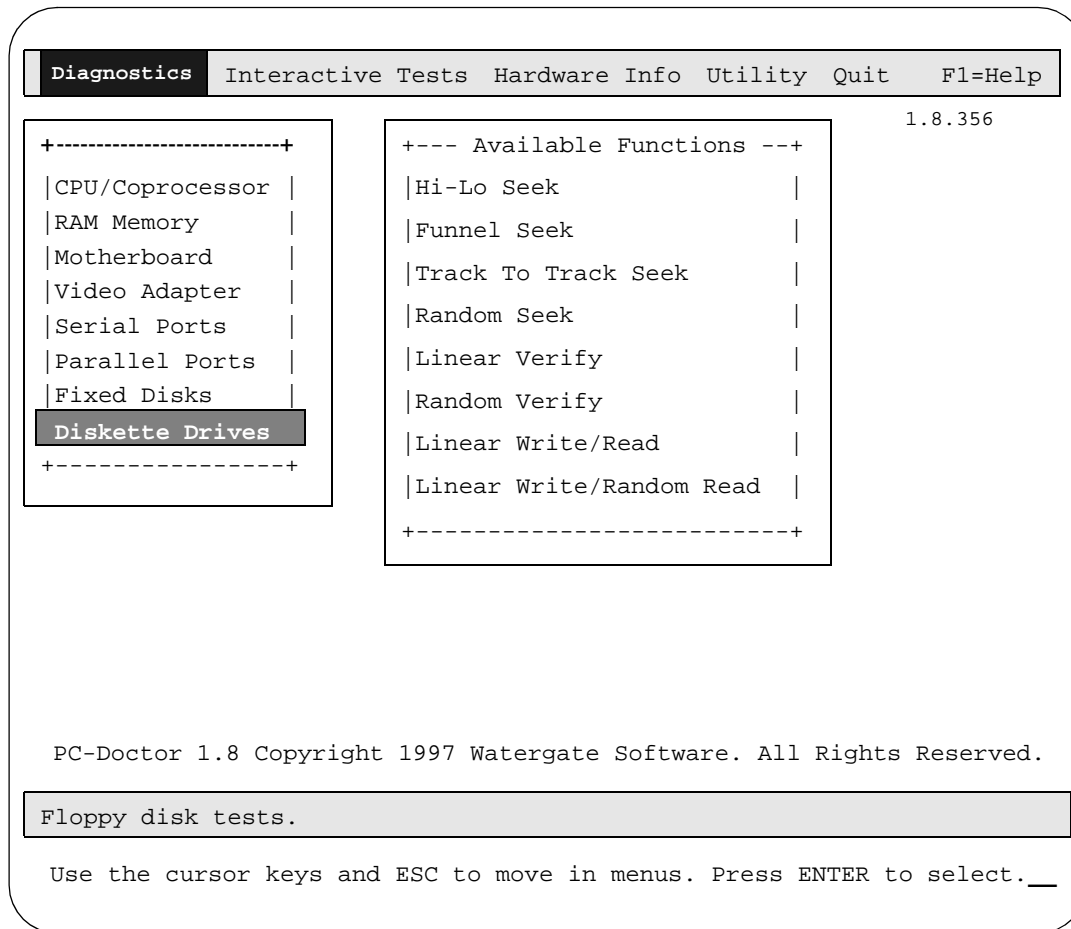 Diagnostics Interactive Tests Hardware Info Utility Quit F1=Help
1.8.356
+----------------------------+
|CPU/Coprocessor |
|RAM Memory |
|Motherboard |
|Video Adapter |
|Serial Ports |
|Parallel Ports |
|Fixed Disks |
Diskette Drives
+----------------+
+--- Available Functions --+
|Hi-Lo Seek |
|Funnel Seek |
|Track To Track Seek |
|Random Seek |
|Linear Verify |
|Random Verify |
|Linear Write/Read |
|Linear Write/Random Read |
+--------------------------+
PC-Doctor 1.8 Copyright 1997 Watergate Software. All Rights Reserved.
Floppy disk tests.
Use the cursor keys and ESC to move in menus. Press ENTER to select.__